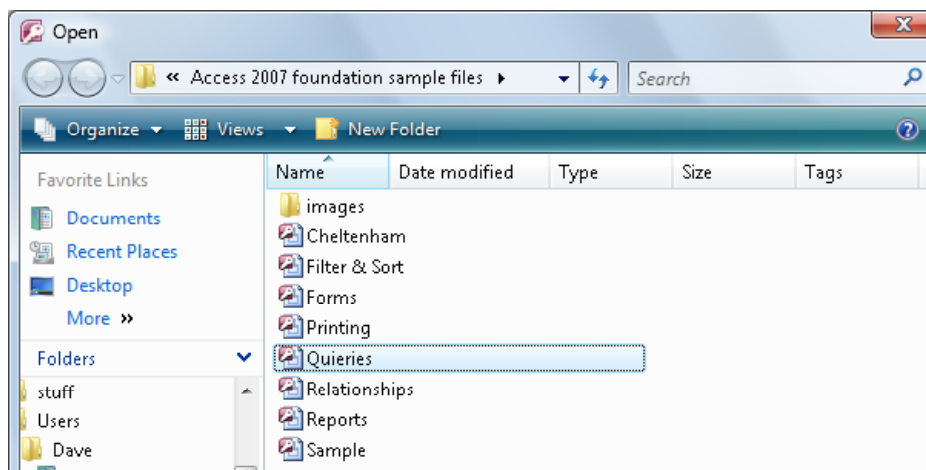 Open
« Access 2007 foundation sample files
Search
Organize Views New Folder
Favorite Links
Documents
Recent Places
Desktop
More »
Folders
stuff
Users
Dave
Name Date modified Type Size Tags
images
Cheltenham
Filter & Sort
Forms
Printing
Quieries
Relationships
Reports
Sample